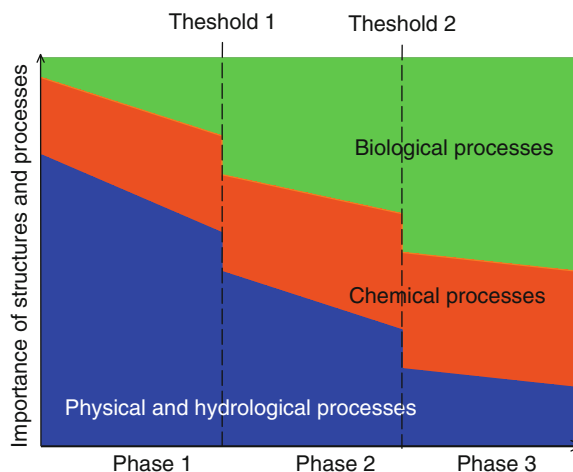 Theshold 1
Theshold 2
Importance of structures and processes
Biological processes
Chemical processes
Physical and hydrological processes
Phase 1
Phase 2
Phase 3